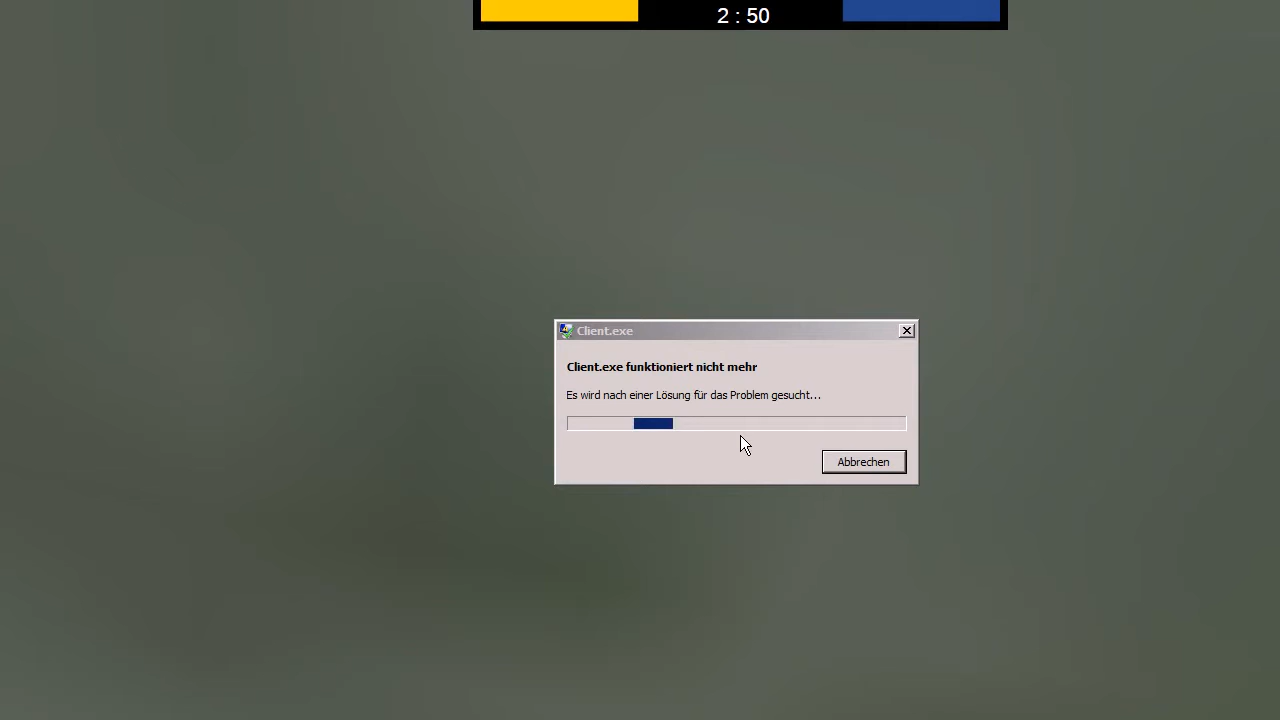 2 : 50
Client.exe
Client.exe funktioniert nicht mehr
Es wird nach einer Lösung für das Problem gesucht...
Abbrechen